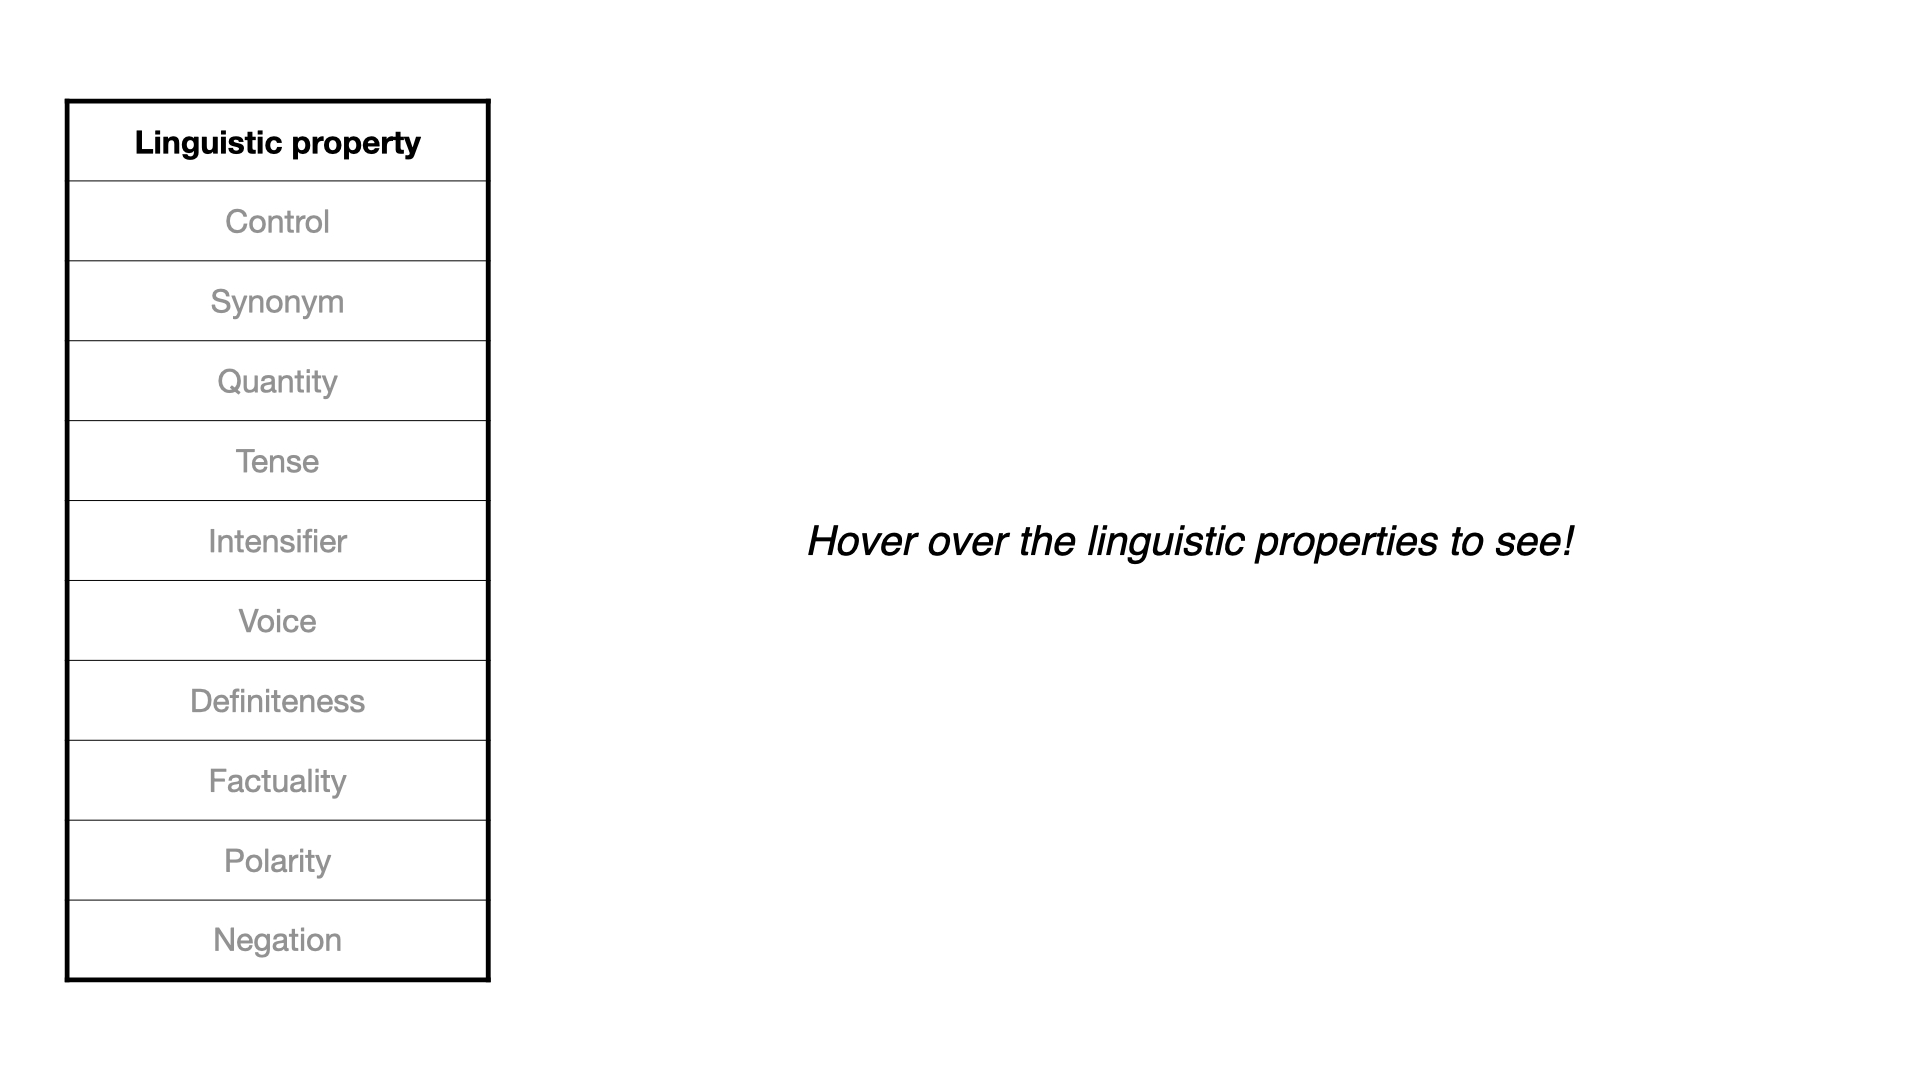 Linguistic property
Control
Synonym
Quantity
Tense
Intensifier
Voice
Definiteness
Factuality
Polarity
Negation
Hover over the linguistic properties to see!